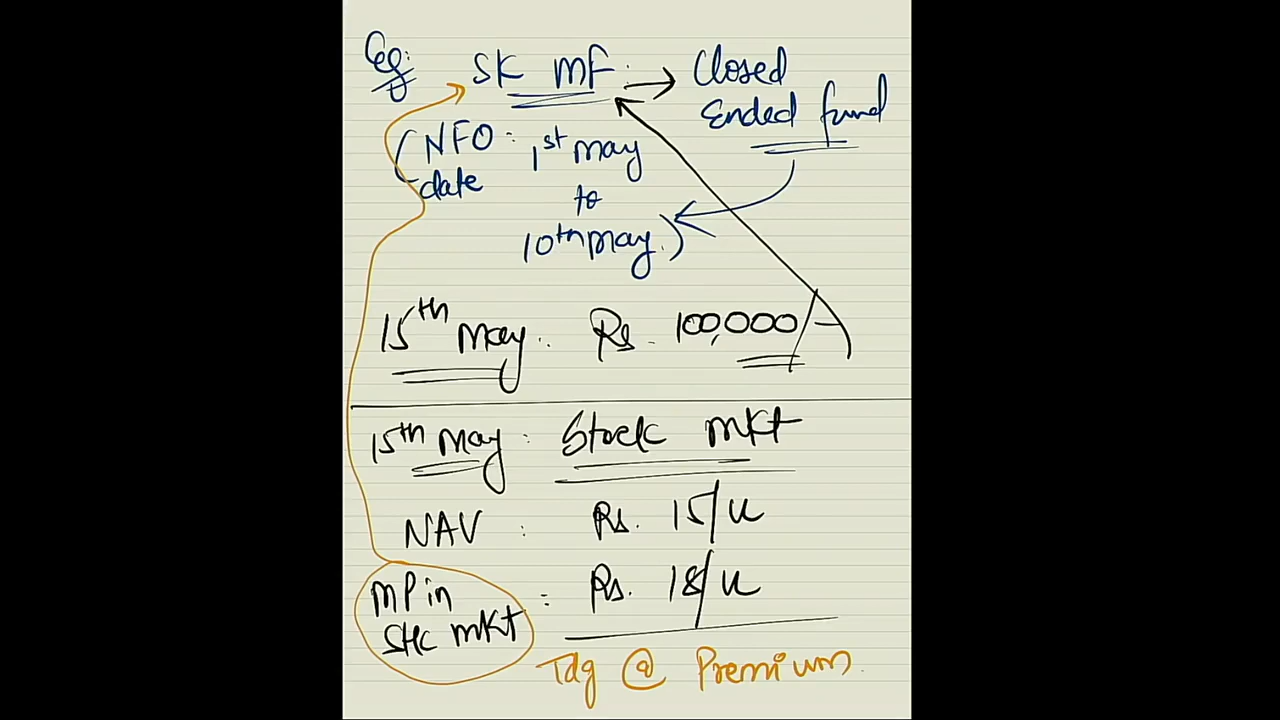 Eg:
SK MF: → Closed
Ended fund
(NFO : 1st May
date
to
10th May.)
15th May : Rs. 100,000/-
15th May : Stock mkt
NAV : Rs. 15/u
MP in : Rs. 18/u
Stk mkt
Tdg @ Premium